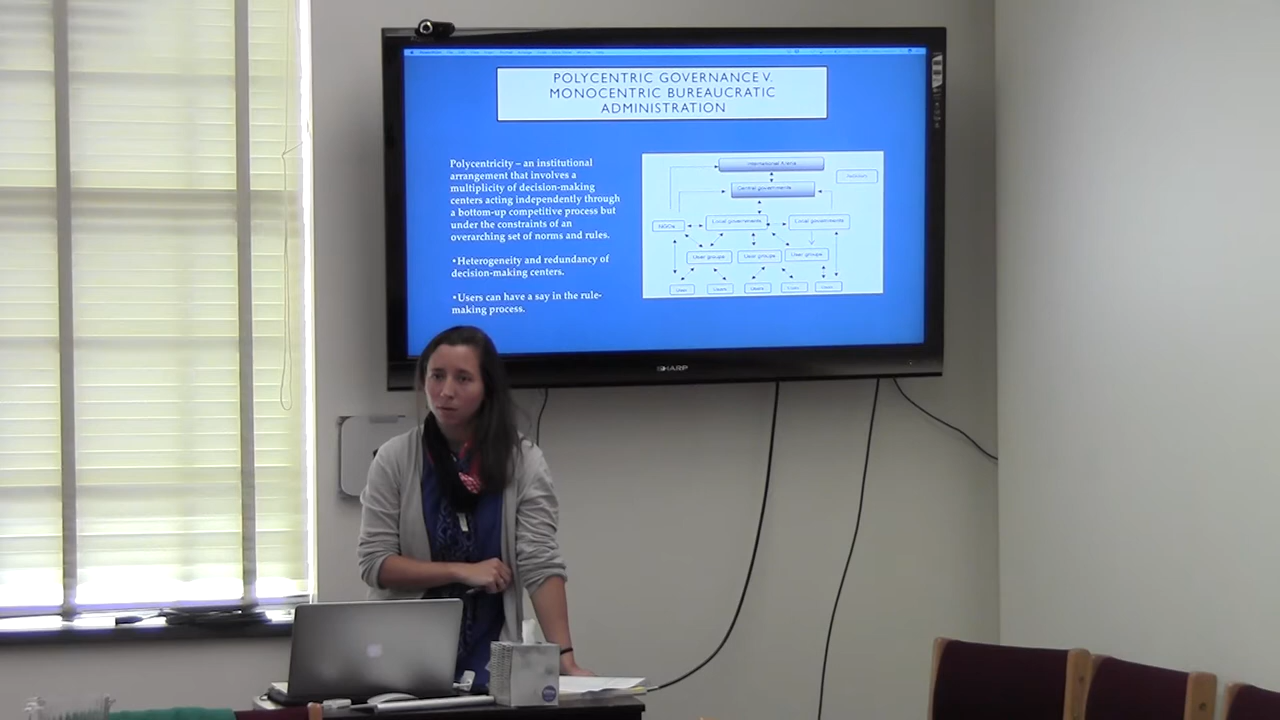 POLYCENTRIC GOVERNANCE V.
MONOCENTRIC BUREAUCRATIC
ADMINISTRATION
Polycentricity – an institutional
arrangement that involves a
multiplicity of decision-making
centers acting independently through
a bottom-up competitive process but
under the constraints of an
overarching set of norms and rules.
•Heterogeneity and redundancy of
decision-making centers.
•Users can have a say in the rule-
making process.
International Arena
Central governments
NGOs
Local governments
Local governments
User groups
User groups
User groups
User
Users
Users
Users
SHARP